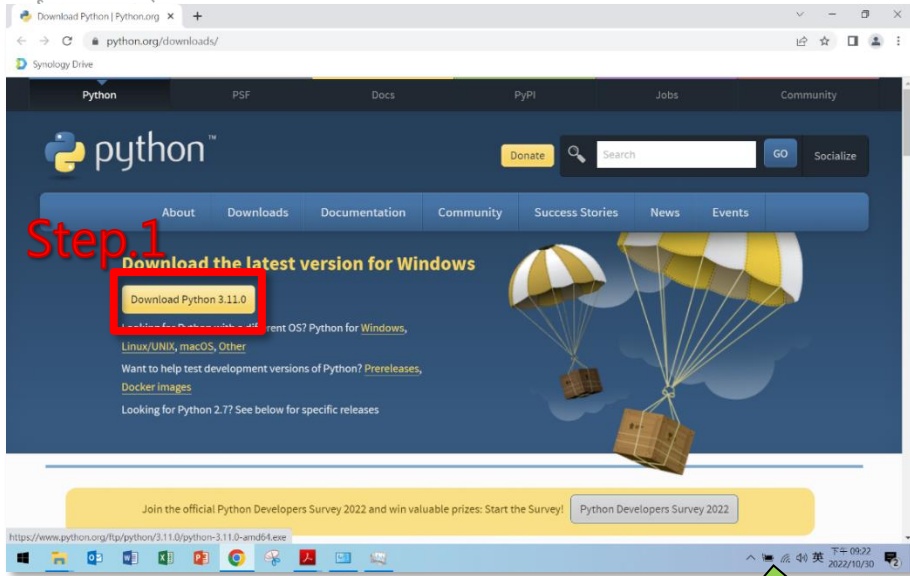 Download Python | Python.org
python.org/downloads/
Synology Drive
Python PSF Docs PyPI Jobs Community
python™
Donate Search GO Socialize
About Downloads Documentation Community Success Stories News Events
Step.1
Download the latest version for Windows
Download Python 3.11.0
Looking for Python with a different OS? Python for Windows,
Linux/UNIX, macOS, Other
Want to help test development versions of Python? Prereleases,
Docker images
Looking for Python 2.7? See below for specific releases
Join the official Python Developers Survey 2022 and win valuable prizes: Start the Survey! Python Developers Survey 2022
https://www.python.org/ftp/python/3.11.0/python-3.11.0-amd64.exe
英 下午 09:22
2022/10/30
2